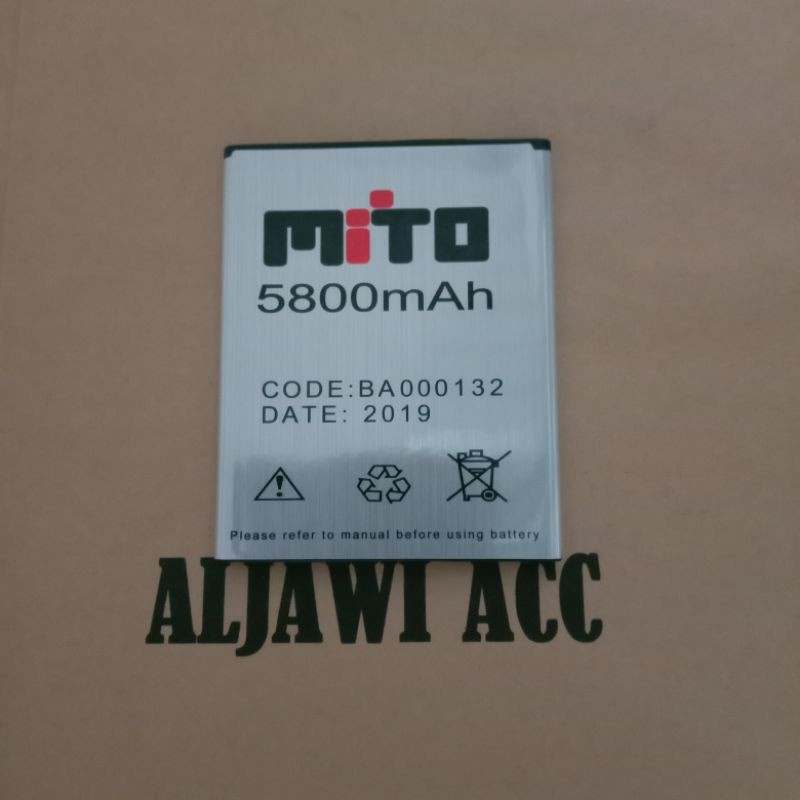 MiTO
5800mAh
CODE:BA000132
DATE: 2019
Please refer to manual before using battery
ALJAWI ACC